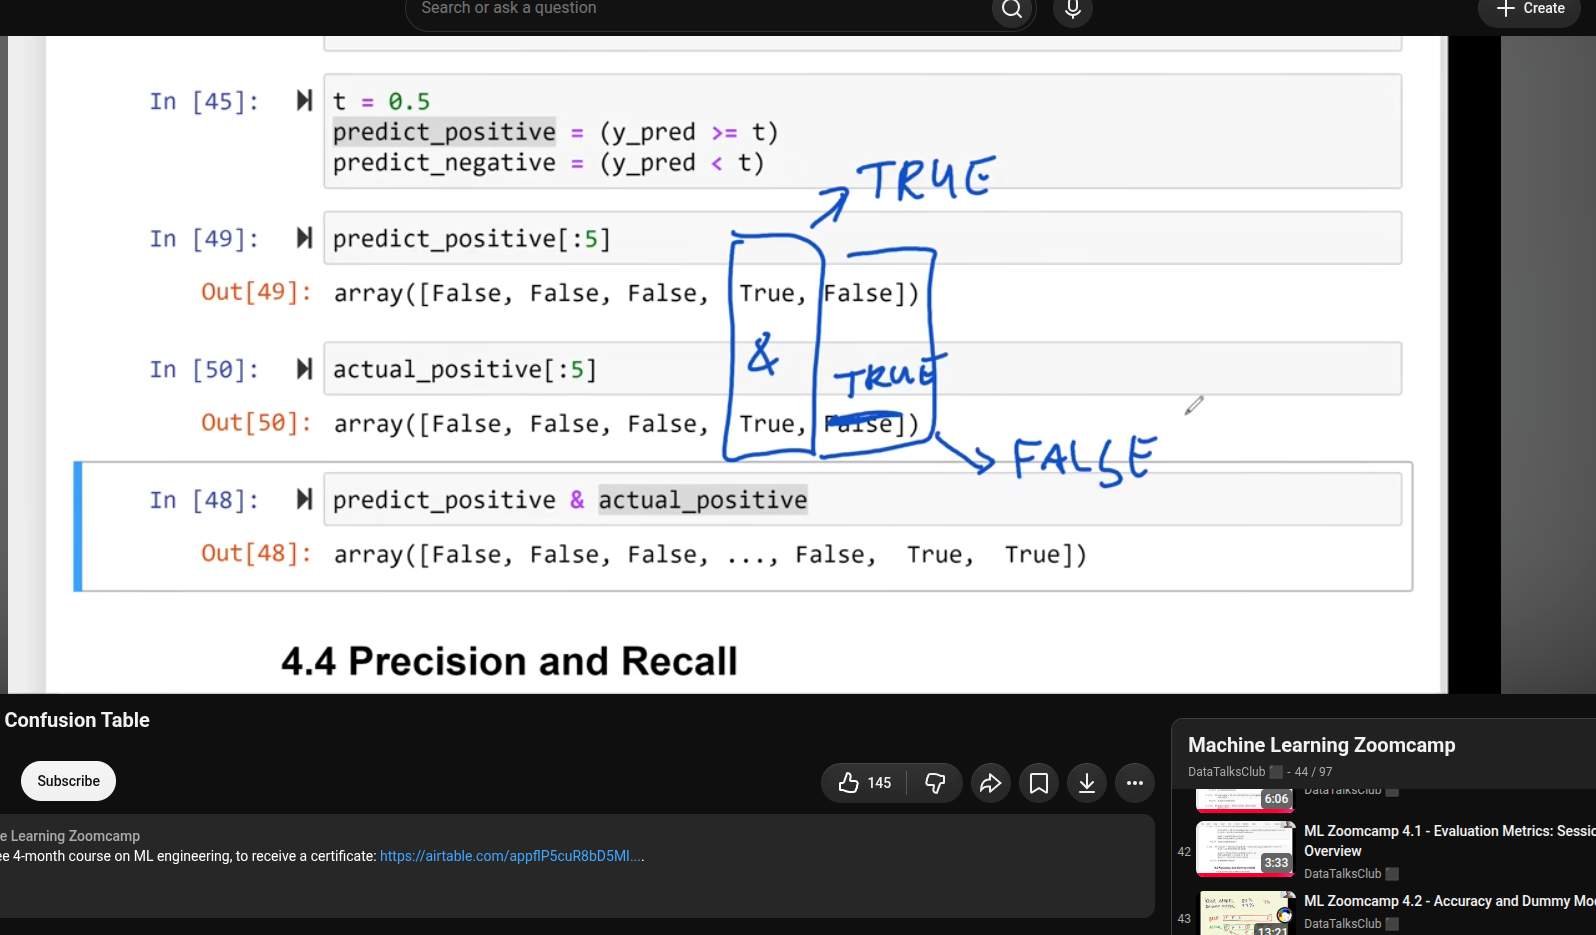 Search or ask a question
Create
In [45]:
t = 0.5
predict_positive = (y_pred >= t)
predict_negative = (y_pred < t)
TRUE
In [49]:
predict_positive[:5]
Out[49]: array([False, False, False, True, False])
&
In [50]:
actual_positive[:5]
TRUE
Out[50]: array([False, False, False, True, False])
FALSE
In [48]:
predict_positive & actual_positive
Out[48]: array([False, False, False, ..., False, True, True])
4.4 Precision and Recall
Confusion Table
Subscribe
145
e Learning Zoomcamp
ee 4-month course on ML engineering, to receive a certificate: https://airtable.com/appflP5cuR8bD5MI...
Machine Learning Zoomcamp
DataTalksClub - 44 / 97
6:06
DataTalksClub
42
3:33
ML Zoomcamp 4.1 - Evaluation Metrics: Sessio
Overview
DataTalksClub
43
13:21
ML Zoomcamp 4.2 - Accuracy and Dummy Mo
DataTalksClub